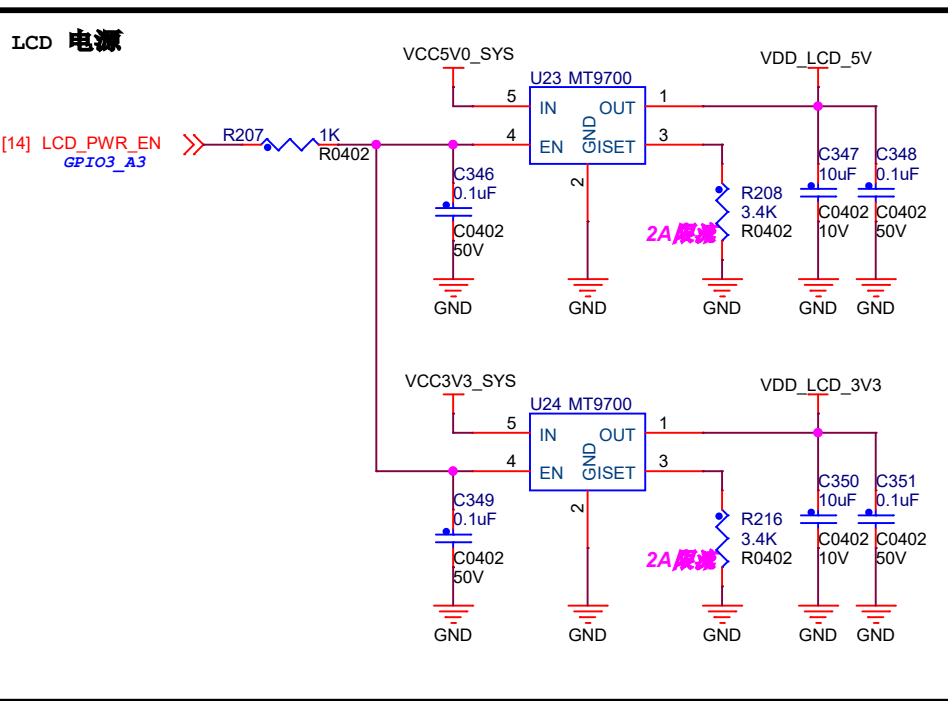 LCD 电源
VCC5V0_SYS
VDD_LCD_5V
U23 MT9700
5
IN
OUT
1
[14] LCD_PWR_EN
GPIO3_A3
R207
1K
R0402
4
EN
GND
ISET
3
2
C346
0.1uF
C0402
50V
R208
3.4K
R0402
2A限流
C347
10uF
C0402
10V
C348
0.1uF
C0402
50V
GND
GND
GND
GND
GND
VCC3V3_SYS
VDD_LCD_3V3
U24 MT9700
5
IN
OUT
1
4
EN
GND
ISET
3
2
C349
0.1uF
C0402
50V
R216
3.4K
R0402
2A限流
C350
10uF
C0402
10V
C351
0.1uF
C0402
50V
GND
GND
GND
GND
GND